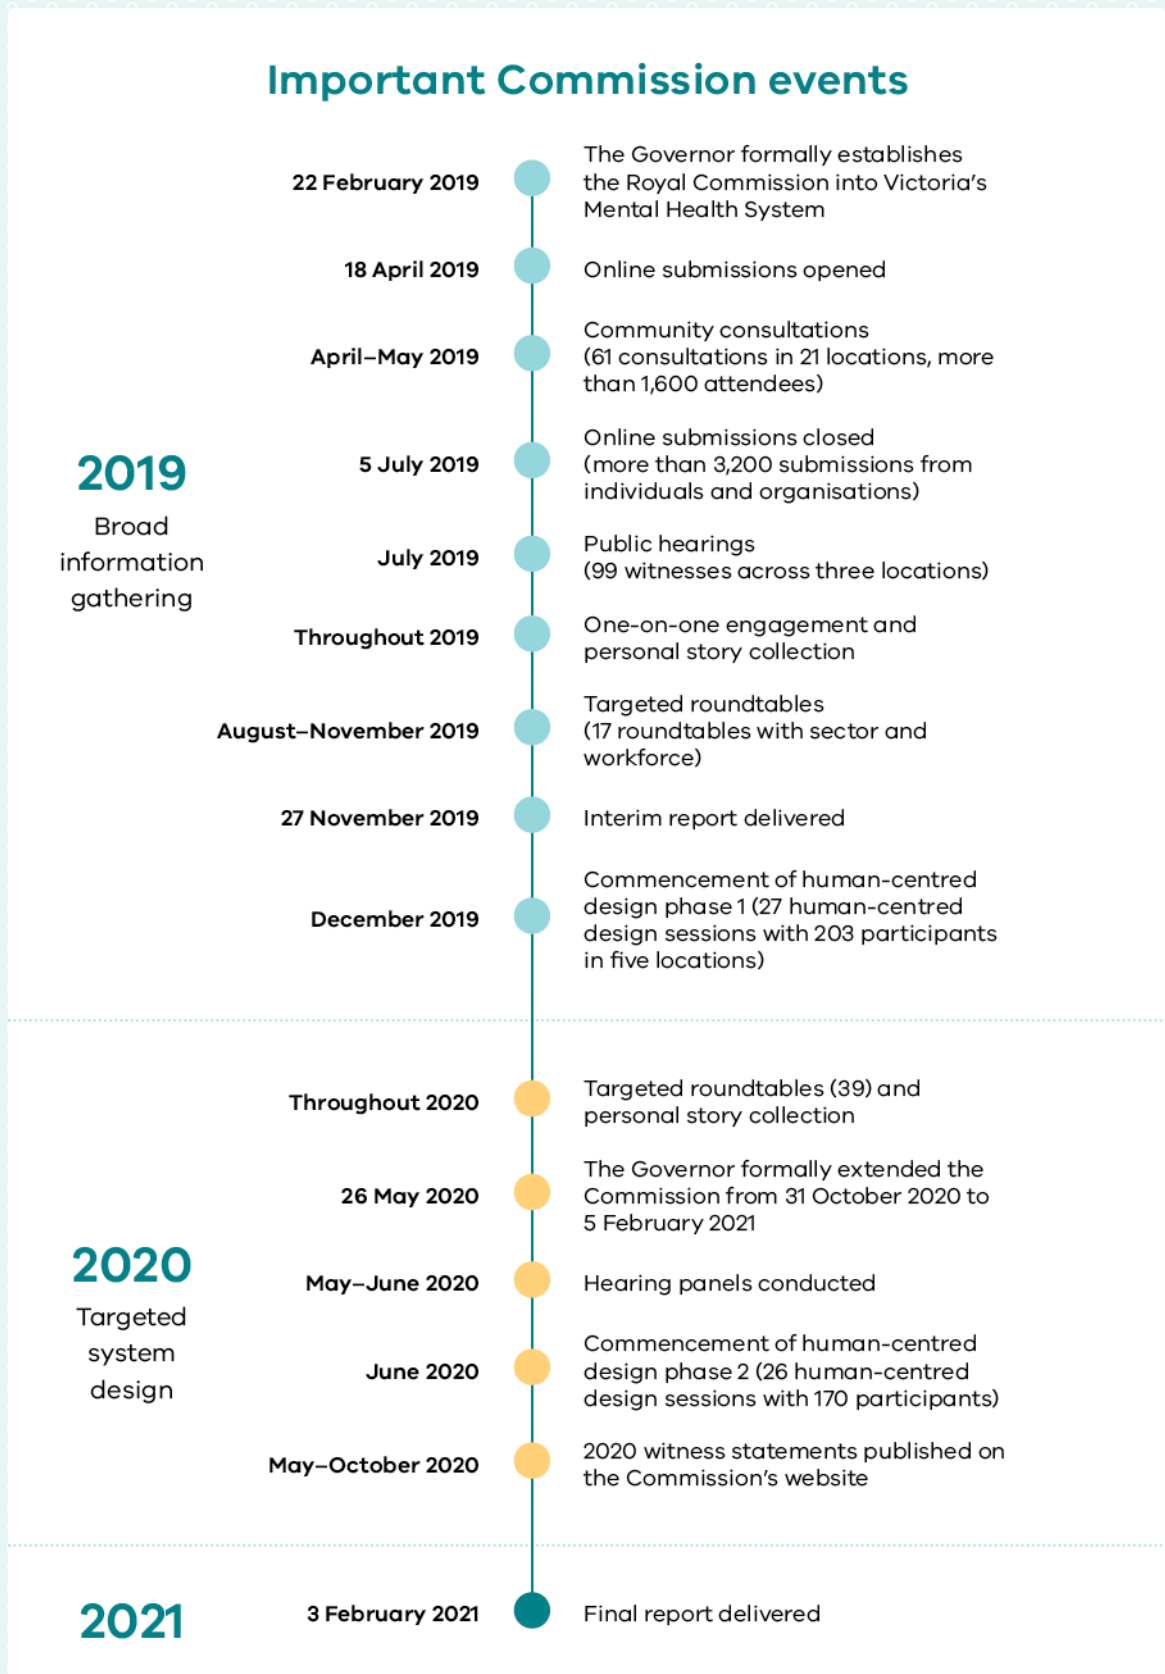 Important Commission events
2019
Broad
information
gathering
22 February 2019
The Governor formally establishes
the Royal Commission into Victoria's
Mental Health System
18 April 2019
Online submissions opened
April–May 2019
Community consultations
(61 consultations in 21 locations, more
than 1,600 attendees)
5 July 2019
Online submissions closed
(more than 3,200 submissions from
individuals and organisations)
July 2019
Public hearings
(99 witnesses across three locations)
Throughout 2019
One-on-one engagement and
personal story collection
August–November 2019
Targeted roundtables
(17 roundtables with sector and
workforce)
27 November 2019
Interim report delivered
December 2019
Commencement of human-centred
design phase 1 (27 human-centred
design sessions with 203 participants
in five locations)
2020
Targeted
system
design
Throughout 2020
Targeted roundtables (39) and
personal story collection
26 May 2020
The Governor formally extended the
Commission from 31 October 2020 to
5 February 2021
May–June 2020
Hearing panels conducted
June 2020
Commencement of human-centred
design phase 2 (26 human-centred
design sessions with 170 participants)
May–October 2020
2020 witness statements published on
the Commission's website
2021
3 February 2021
Final report delivered